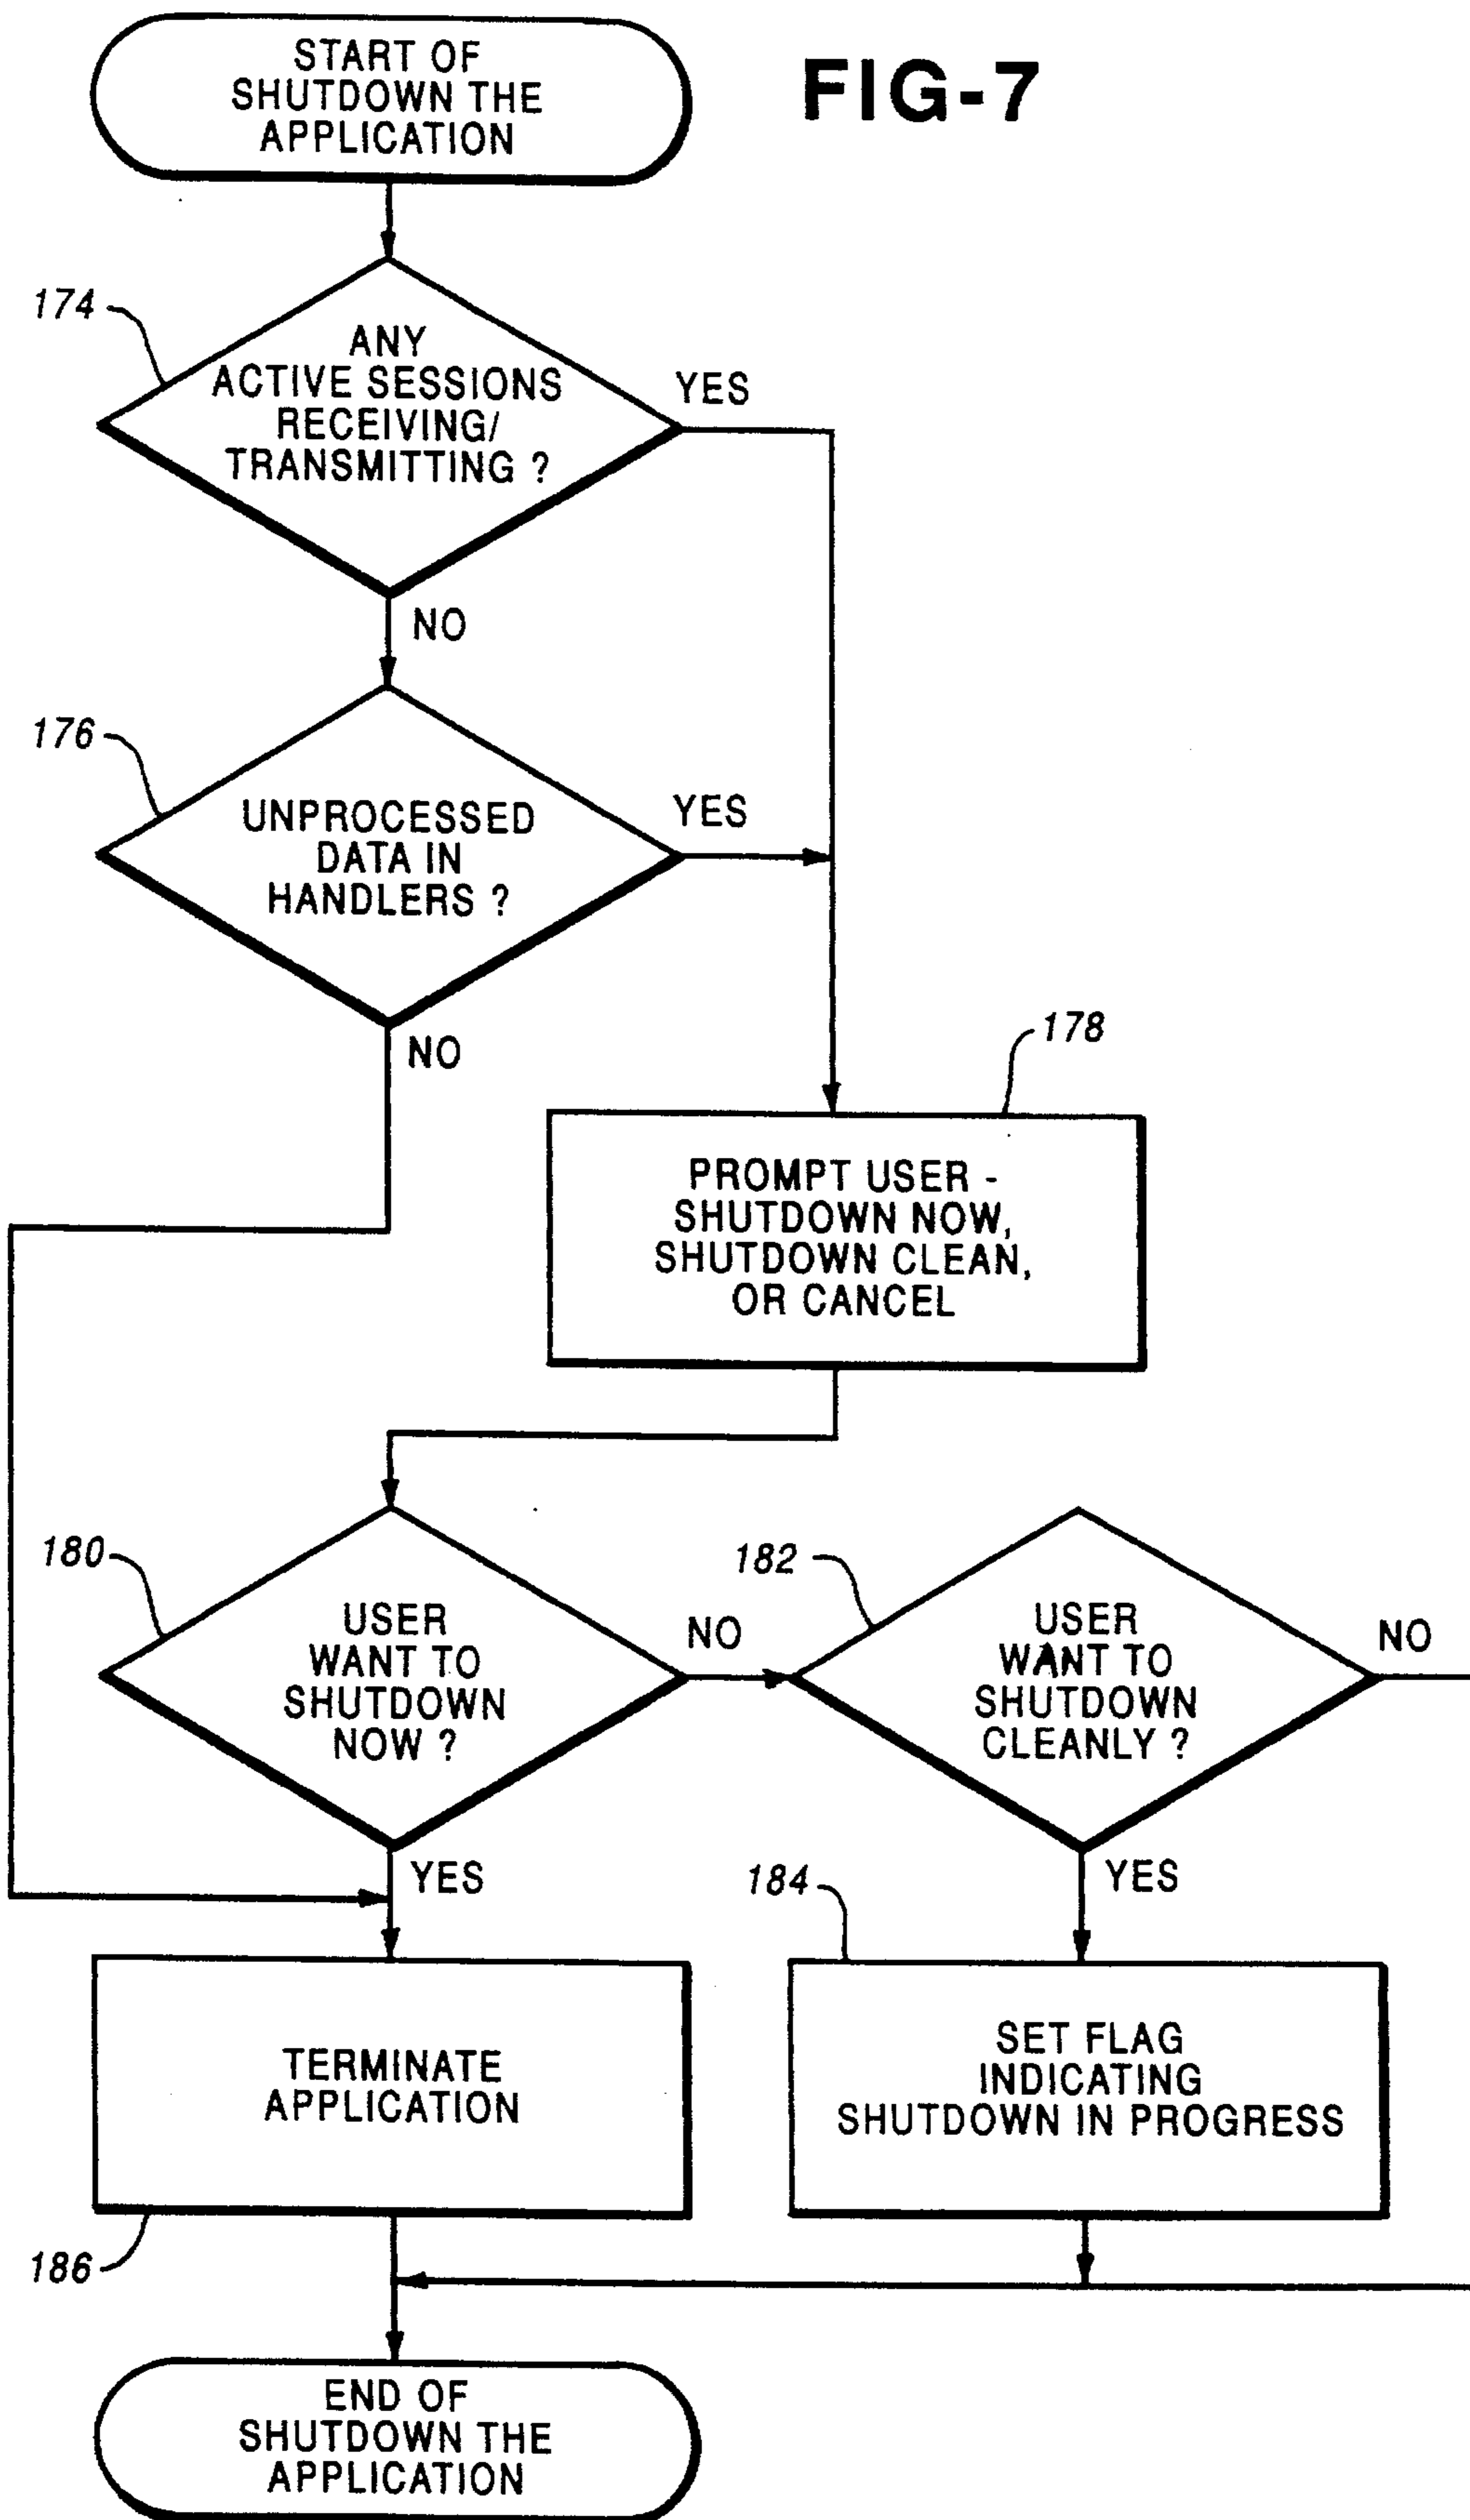 START OF
SHUTDOWN THE
APPLICATION
FIG-7
174
ANY
ACTIVE SESSIONS
RECEIVING/
TRANSMITTING ?
YES
NO
176
UNPROCESSED
DATA IN
HANDLERS ?
YES
NO
178
PROMPT USER -
SHUTDOWN NOW,
SHUTDOWN CLEAN,
OR CANCEL
180
USER
WANT TO
SHUTDOWN
NOW ?
NO
YES
182
USER
WANT TO
SHUTDOWN
CLEANLY ?
NO
YES
184
TERMINATE
APPLICATION
186
SET FLAG
INDICATING
SHUTDOWN IN PROGRESS
END OF
SHUTDOWN THE
APPLICATION